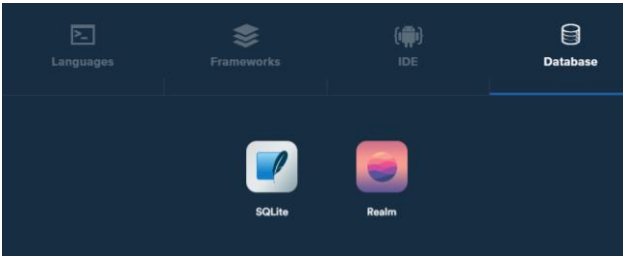 Languages
Frameworks
IDE
Database
SQLite
Realm